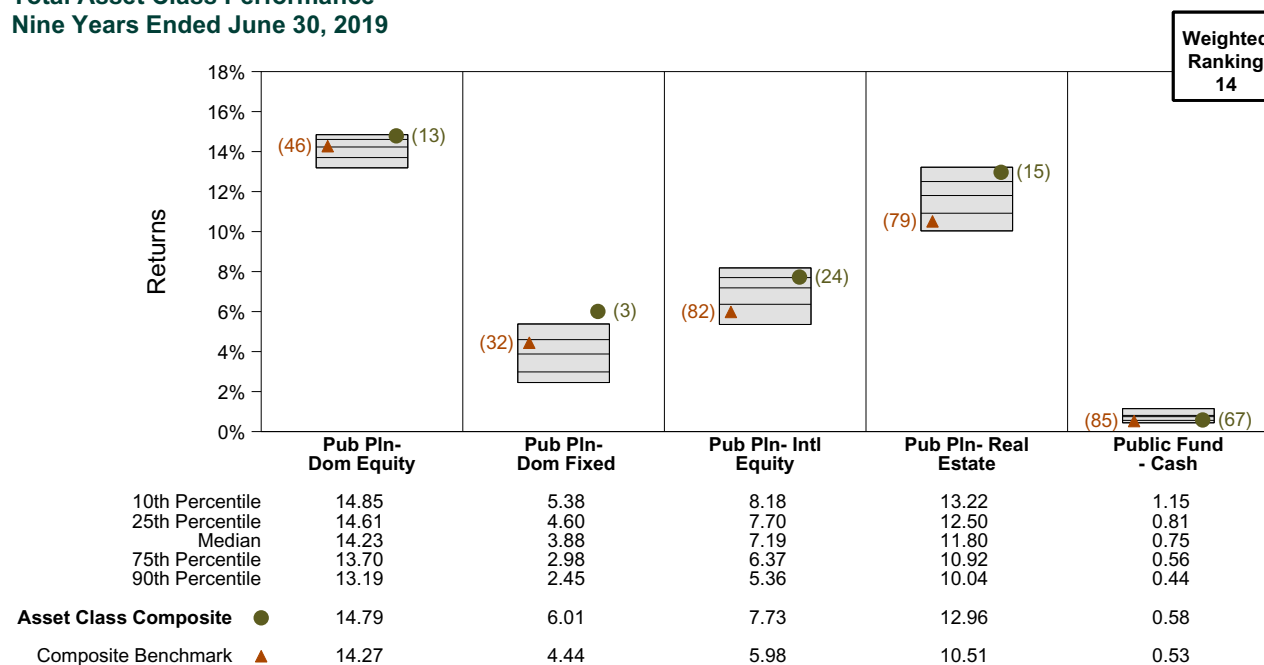 Nine Years Ended June 30, 2019
Weighted
Ranking
14
Returns
18%
16%
14%
12%
10%
8%
6%
4%
2%
0%
(46) (13)
(32) (3)
(82) (24)
(79) (15)
(85) (67)
Pub Pln-
Dom Equity
Pub Pln-
Dom Fixed
Pub Pln- Intl
Equity
Pub Pln- Real
Estate
Public Fund
- Cash
10th Percentile 14.85 5.38 8.18 13.22 1.15
25th Percentile 14.61 4.60 7.70 12.50 0.81
Median 14.23 3.88 7.19 11.80 0.75
75th Percentile 13.70 2.98 6.37 10.92 0.56
90th Percentile 13.19 2.45 5.36 10.04 0.44
Asset Class Composite 14.79 6.01 7.73 12.96 0.58
Composite Benchmark 14.27 4.44 5.98 10.51 0.53